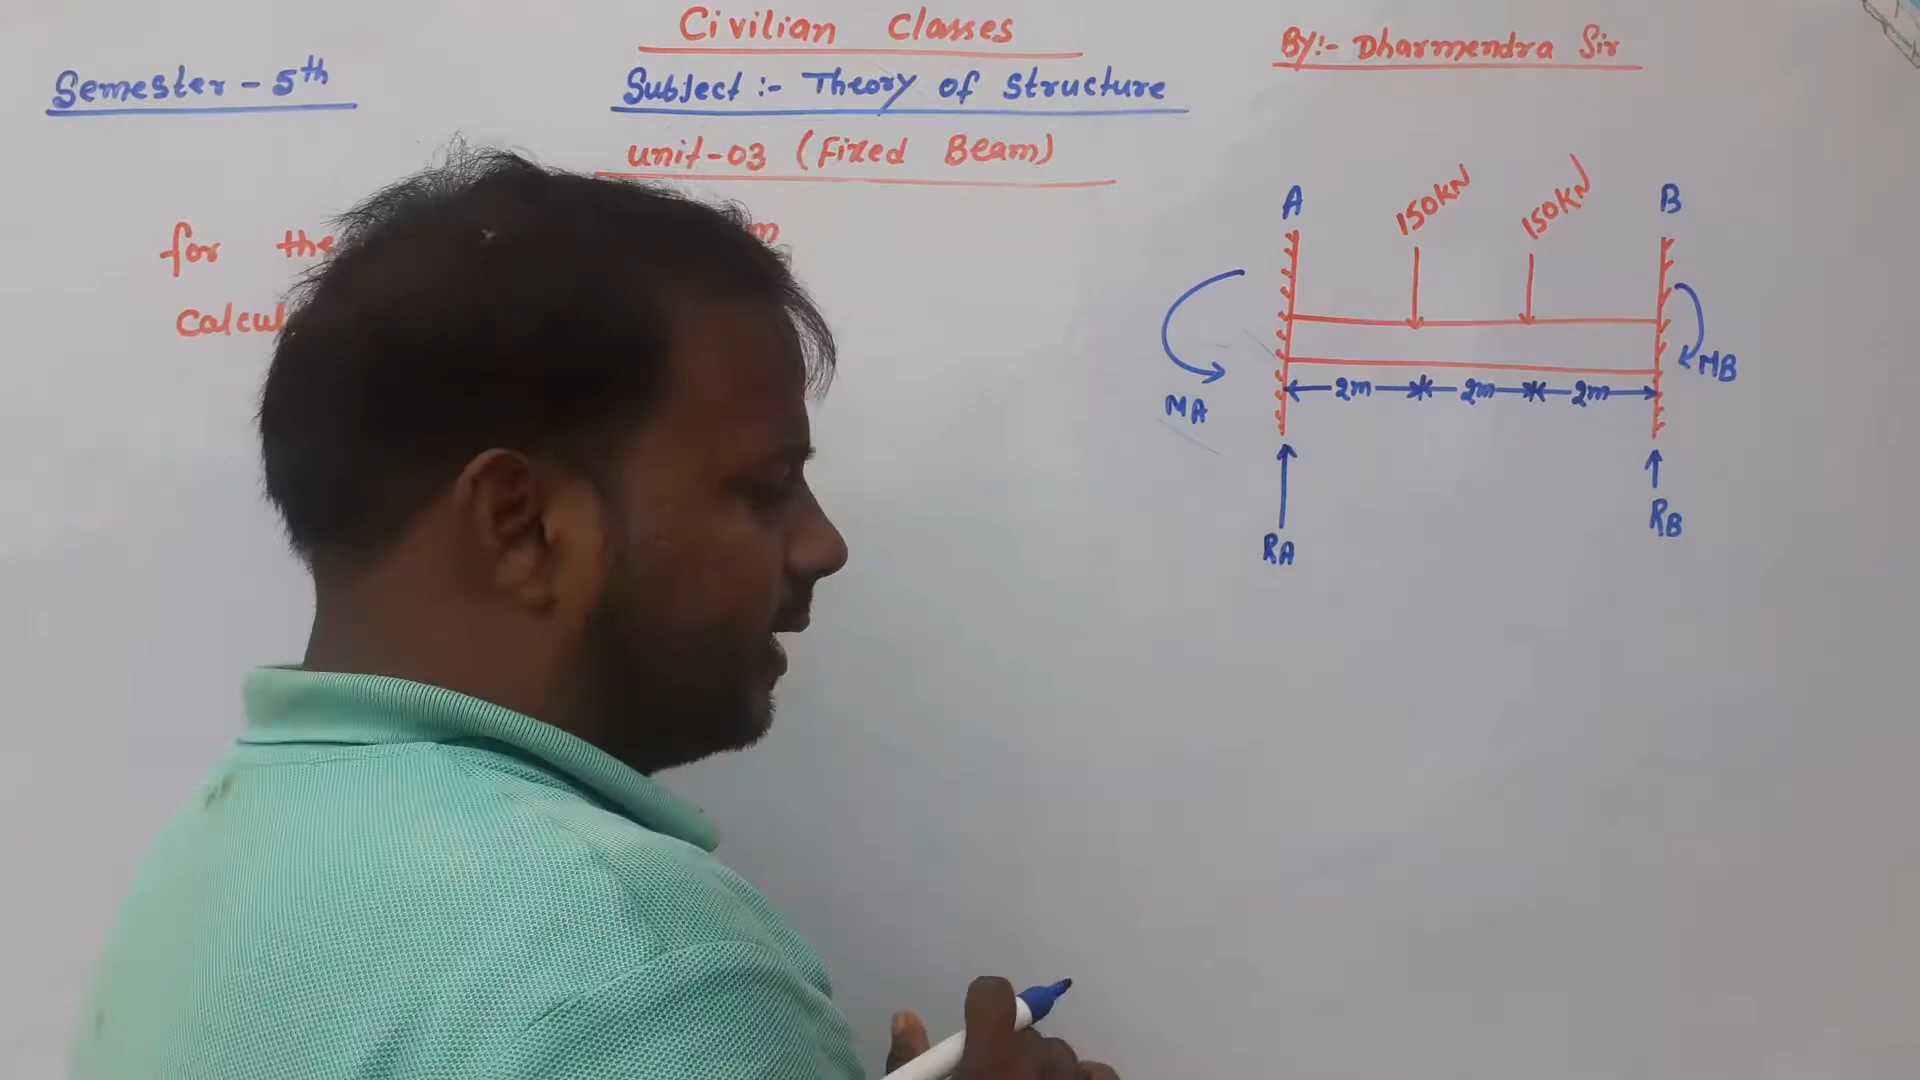 Civilian Classes
By:- Dharmendra Sir
Semester - 5th
Subject :- Theory of Structure
unit-03 (Fixed Beam)
for the
A
150KN
150KN
B
MA
2m
2m
2m
MB
RA
RB